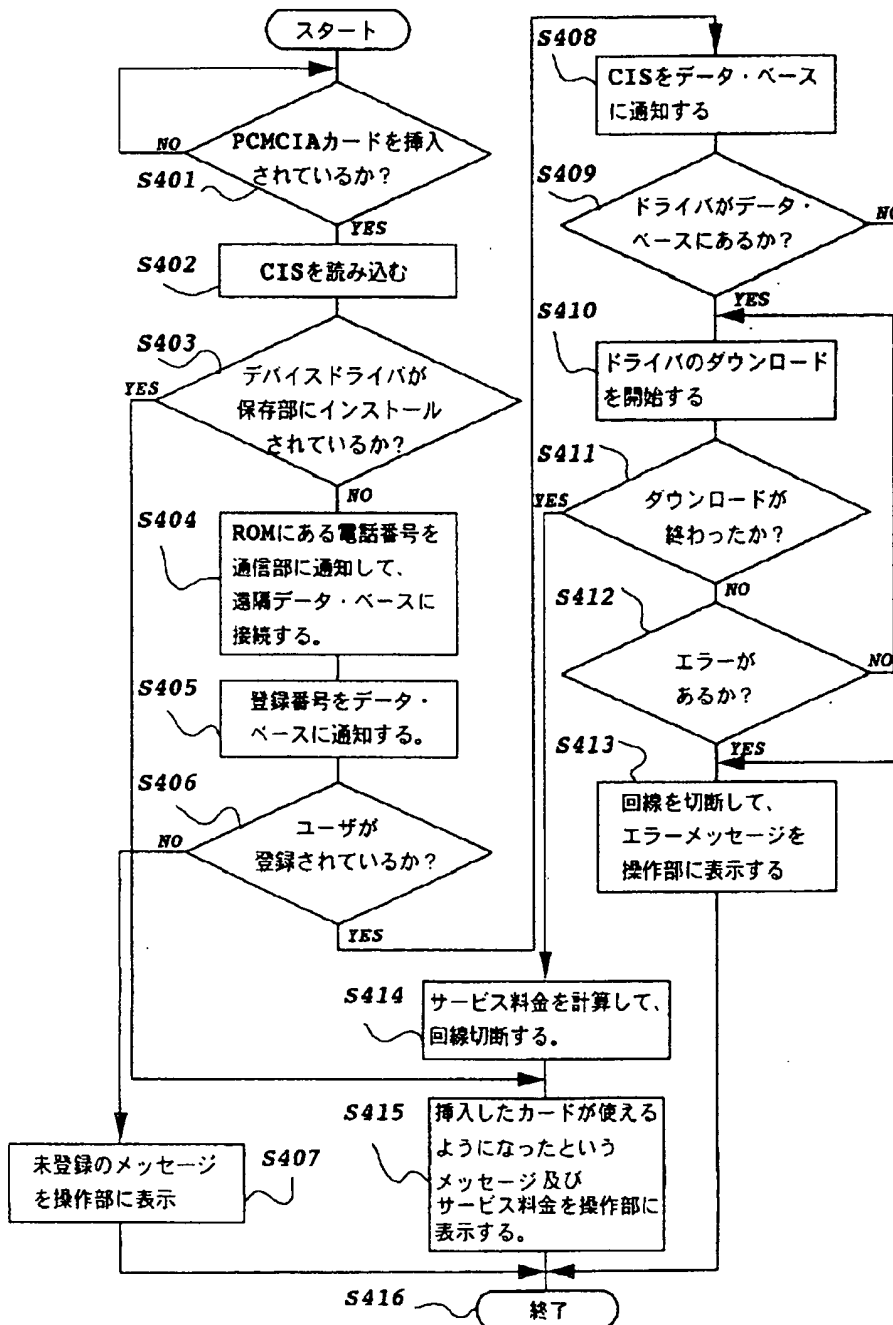 スタート
NO
PCMCIAカードを挿入
されているか?
S401
YES
S402
CISを読み込む
S403
YES
デバイスドライバが
保存部にインストール
されているか?
NO
S404
ROMにある電話番号を
通信部に通知して、
遠隔データ・ベースに
接続する。
S405
登録番号をデータ・
ベースに通知する。
S406
NO
ユーザが
登録されているか?
YES
S407
未登録のメッセージ
を操作部に表示
S408
CISをデータ・ベース
に通知する
S409
ドライバがデータ・
ベースにあるか?
NO
YES
S410
ドライバのダウンロード
を開始する
S411
YES
ダウンロードが
終わったか?
NO
S412
エラーが
あるか?
NO
YES
S413
回線を切断して、
エラーメッセージを
操作部に表示する
S414
サービス料金を計算して、
回線切断する。
S415
挿入したカードが使える
ようになったという
メッセージ及び
サービス料金を操作部に
表示する。
S416
終了